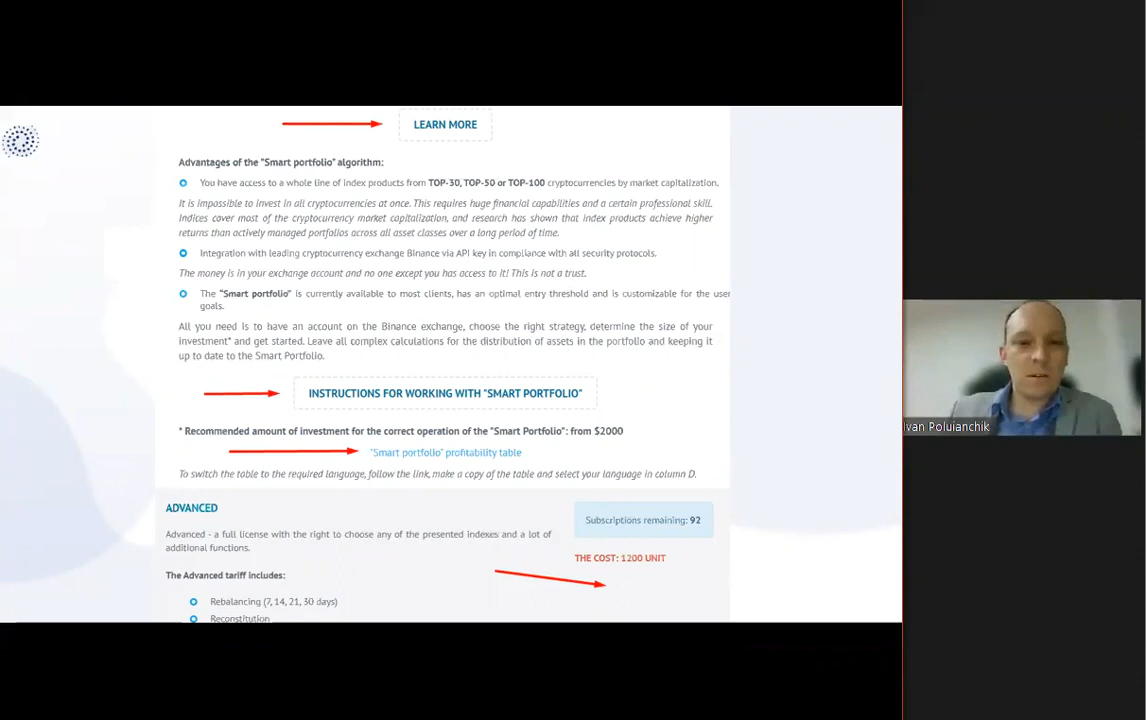 LEARN MORE
Advantages of the "Smart portfolio" algorithm:
You have access to a whole line of index products from TOP-30, TOP-50 or TOP-100 cryptocurrencies by market capitalization.
It is impossible to invest in all cryptocurrencies at once. This requires huge financial capabilities and a certain professional skill.
Indices cover most of the cryptocurrency market capitalization, and research has shown that index products achieve higher
returns than actively managed portfolios across all asset classes over a long period of time.
Integration with leading cryptocurrency exchange Binance via API key in compliance with all security protocols.
The money is in your exchange account and no one except you has access to it! This is not a trust.
The "Smart portfolio" is currently available to most clients, has an optimal entry threshold and is customizable for the user
goals.
All you need is to have an account on the Binance exchange, choose the right strategy, determine the size of your
investment* and get started. Leave all complex calculations for the distribution of assets in the portfolio and keeping it
up to date to the Smart Portfolio.
INSTRUCTIONS FOR WORKING WITH "SMART PORTFOLIO"
* Recommended amount of investment for the correct operation of the "Smart Portfolio": from $2000
"Smart portfolio" profitability table
To switch the table to the required language, follow the link, make a copy of the table and select your language in column D.
ADVANCED
Subscriptions remaining: 92
Advanced - a full license with the right to choose any of the presented indexes and a lot of
additional functions.
THE COST: 1200 UNIT
The Advanced tariff includes:
Rebalancing (7, 14, 21, 30 days)
Reconstitution
Ivan Poluianchik